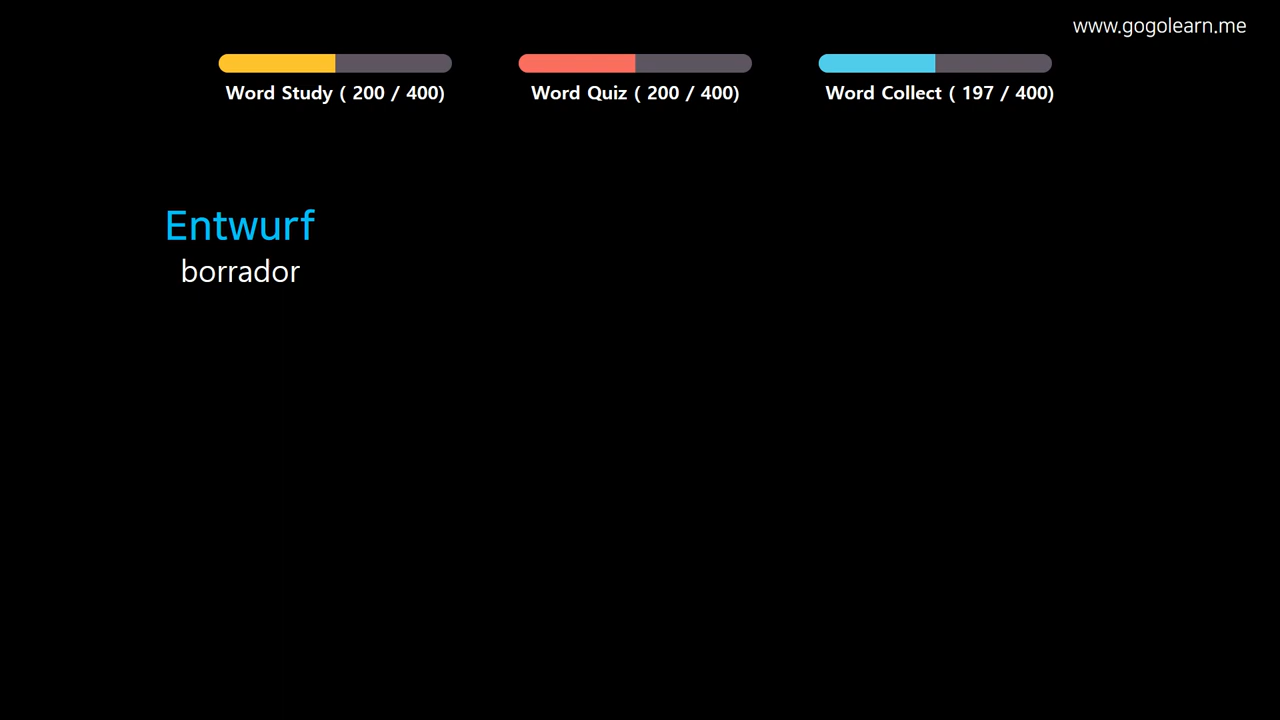 www.gogolearn.me
Word Study ( 200 / 400)
Word Quiz ( 200 / 400)
Word Collect ( 197 / 400)
Entwurf
borrador